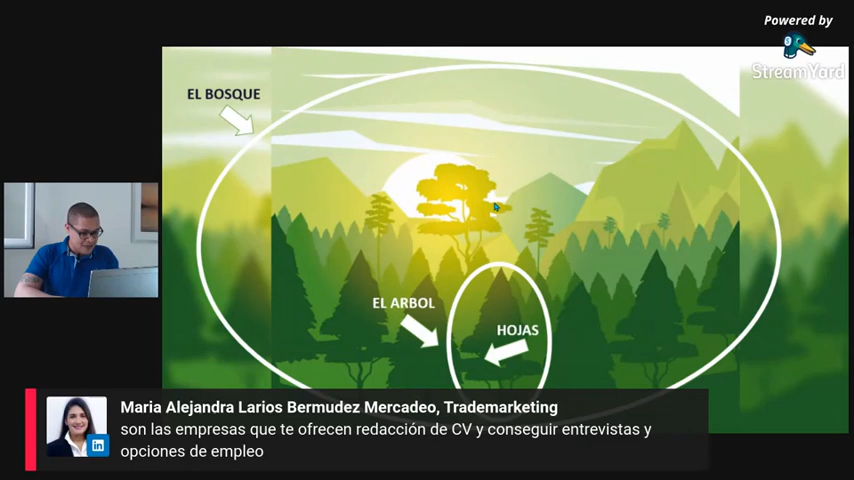 Powered by
StreamYard
EL BOSQUE
EL ARBOL
HOJAS
Maria Alejandra Larios Bermudez Mercadeo, Trademarketing
son las empresas que te ofrecen redacción de CV y conseguir entrevistas y
opciones de empleo
in